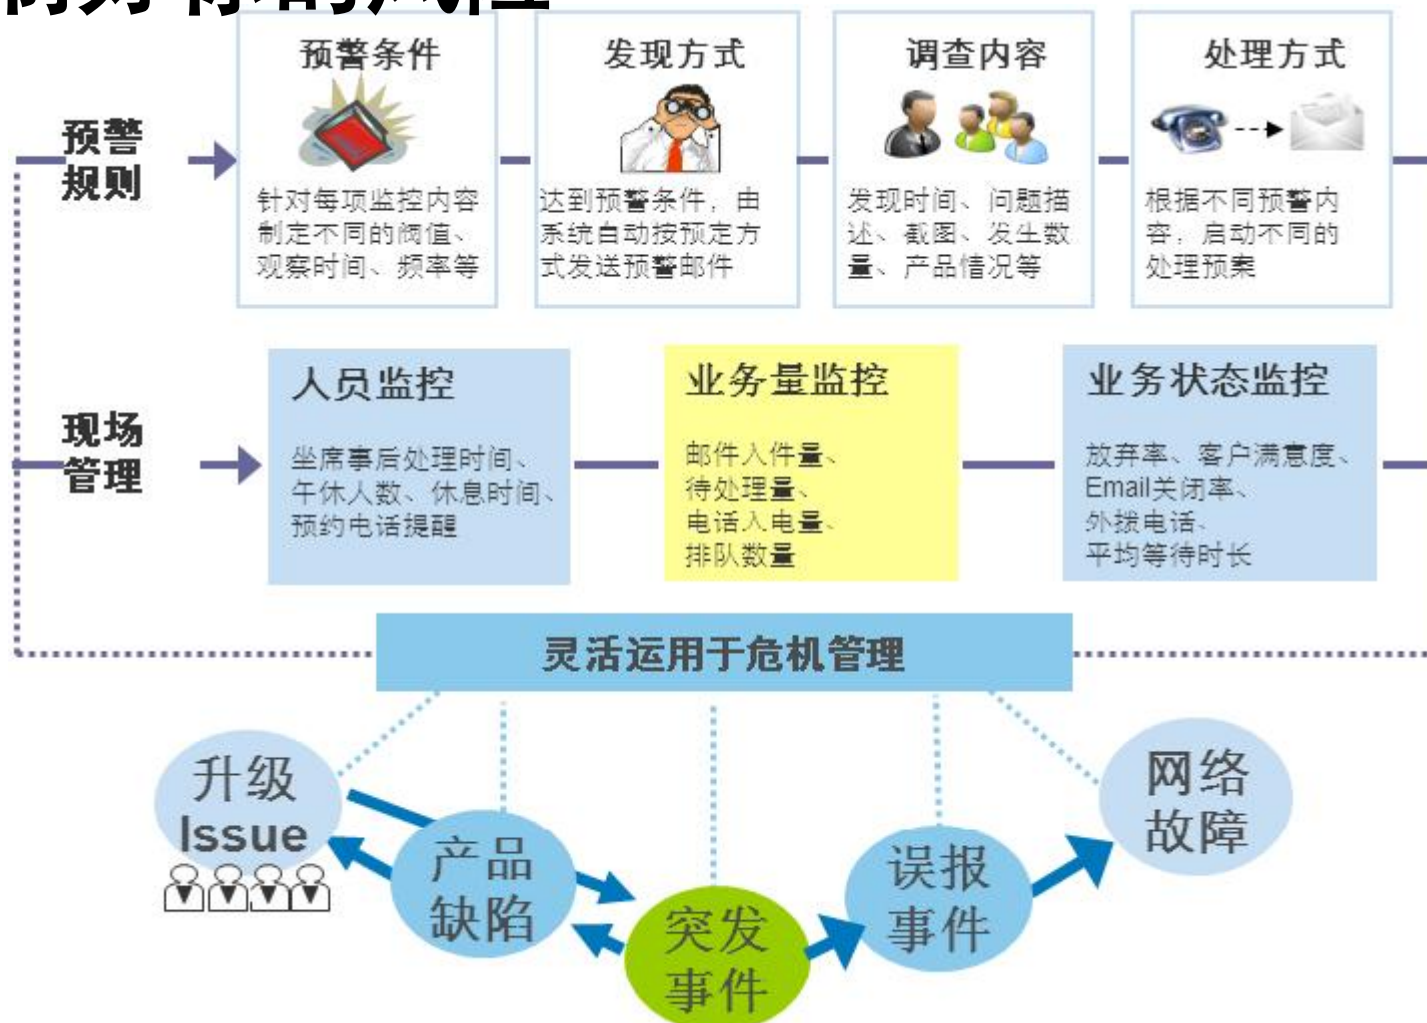 预警条件
发现方式
调查内容
处理方式
预警
规则
针对每项监控内容
制定不同的阀值、
观察时间、频率等
达到预警条件，由
系统自动按预定方
式发送预警邮件
发现时间、问题描
述、截图、发生数
量、产品情况等
根据不同预警内
容，启动不同的
处理预案
现场
管理
人员监控
坐席事后处理时间、
午休人数、休息时间、
预约电话提醒
业务量监控
邮件入件量、
待处理量、
电话入电量、
排队数量
业务状态监控
放弃率、客户满意度、
Email关闭率、
外拨电话、
平均等待时长
灵活运用于危机管理
升级
Issue
产品
缺陷
突发
事件
误报
事件
网络
故障